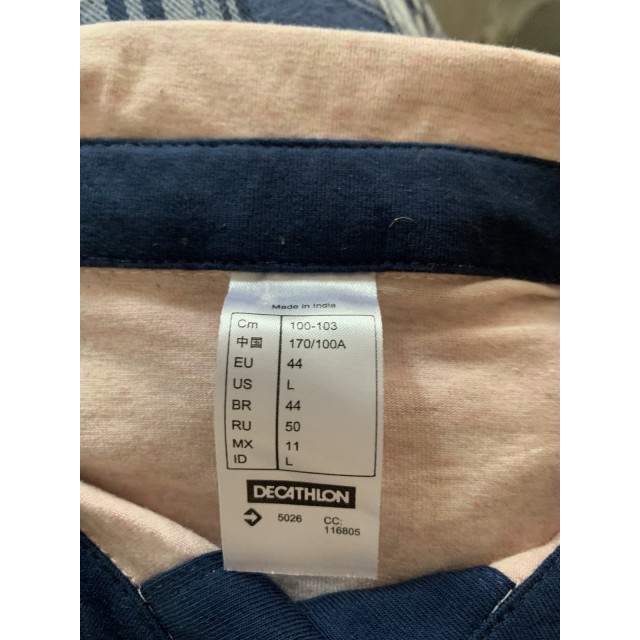 Made in India
Cm 100-103
中国 170/100A
EU 44
US L
BR 44
RU 50
MX 11
ID L
DECATHLON
5026 CC:
116805